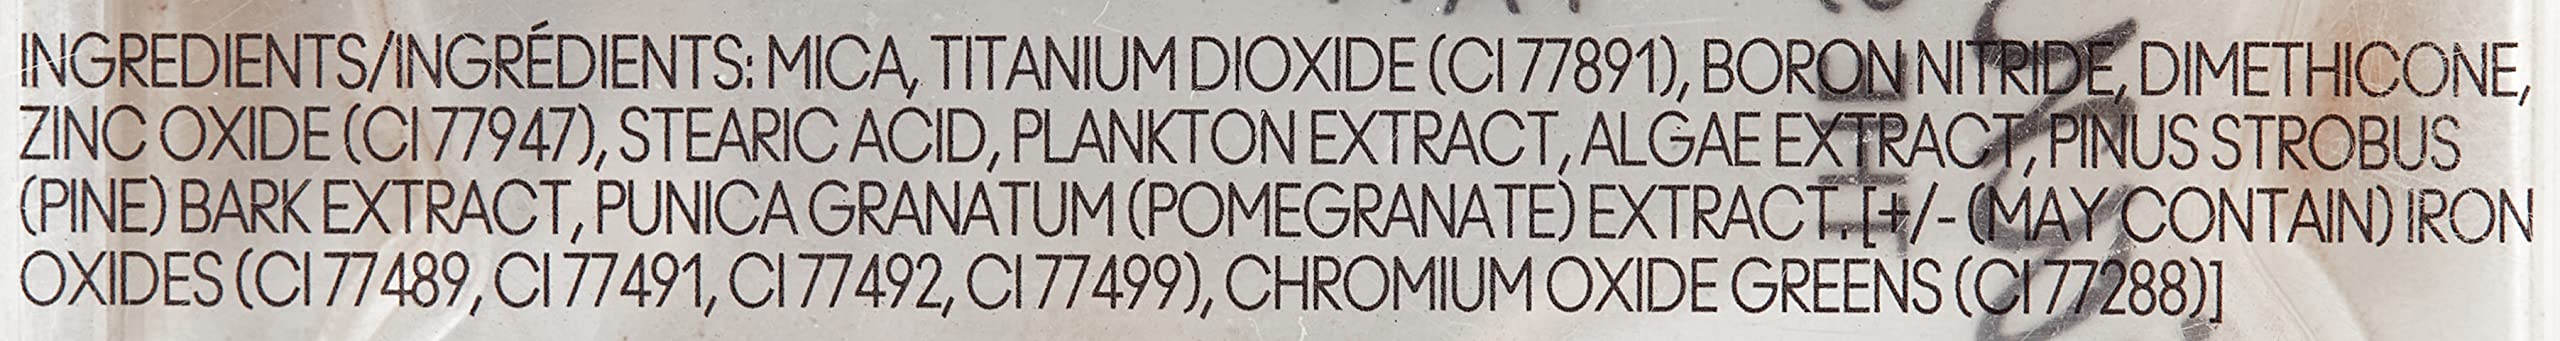 INGREDIENTS/INGRÉDIENTS: MICA, TITANIUM DIOXIDE (CI 77891), BORON NITRIDE, DIMETHICONE,
ZINC OXIDE (CI 77947), STEARIC ACID, PLANKTON EXTRACT, ALGAE EXTRACT, PINUS STROBUS
(PINE) BARK EXTRACT, PUNICA GRANATUM (POMEGRANATE) EXTRACT. [+/- (MAY CONTAIN) IRON
OXIDES (CI 77489, CI 77491, CI 77492, CI 77499), CHROMIUM OXIDE GREENS (CI 77288)]